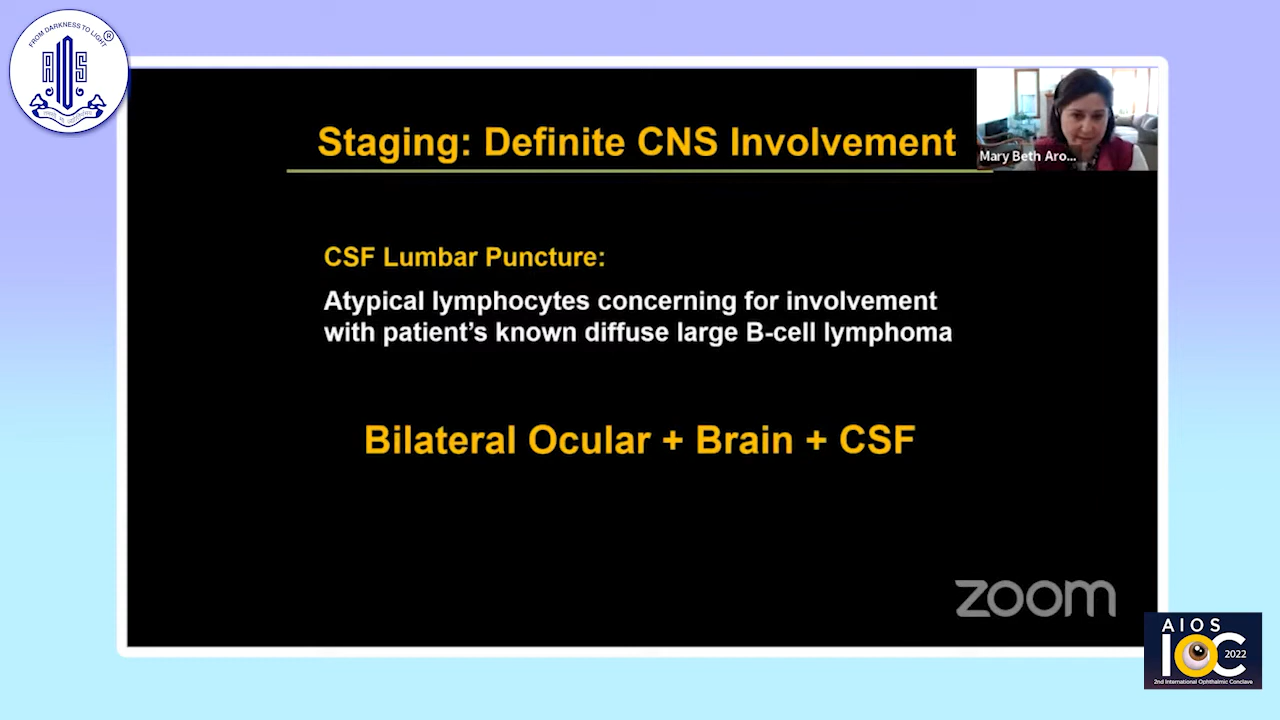 FROM DARKNESS TO LIGHT
R
AIOS
Staging: Definite CNS Involvement
Mary Beth Aro...
CSF Lumbar Puncture:
Atypical lymphocytes concerning for involvement
with patient's known diffuse large B-cell lymphoma
Bilateral Ocular + Brain + CSF
zoom
AIOS
IOC 2022
2nd International Ophthalmic Conclave